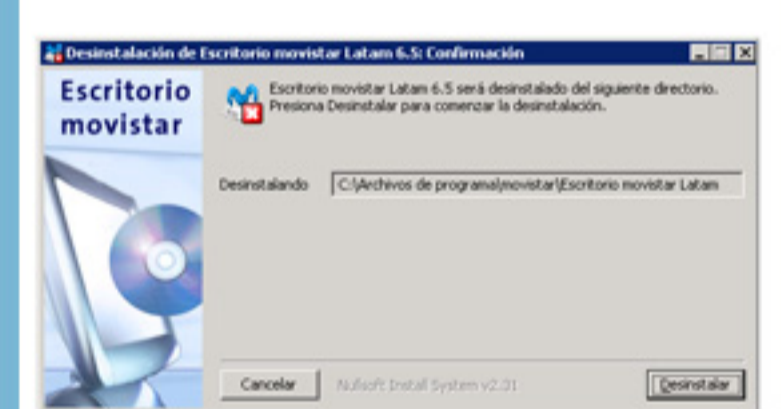 Desinstalación de Escritorio movistar Latam 6.5: Confirmación
Escritorio
movistar
Escritorio movistar Latam 6.5 será desinstalado del siguiente directorio.
Presiona Desinstalar para comenzar la desinstalación.
Desinstalando
C:\Archivos de programa\movistar\Escritorio movistar Latam
Cancelar
Nullsoft Install System v2.31
Desinstalar